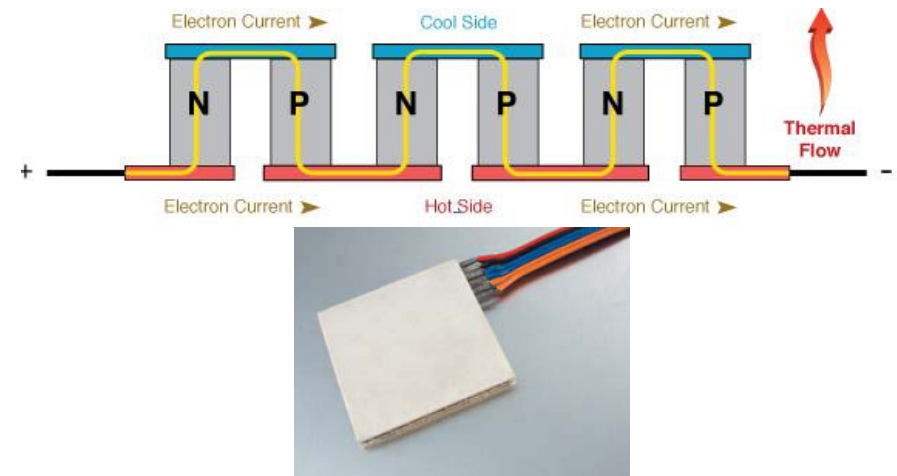 Electron Current
Cool Side
Electron Current
N
P
N
P
N
P
Thermal
Flow
+
-
Electron Current
Hot Side
Electron Current